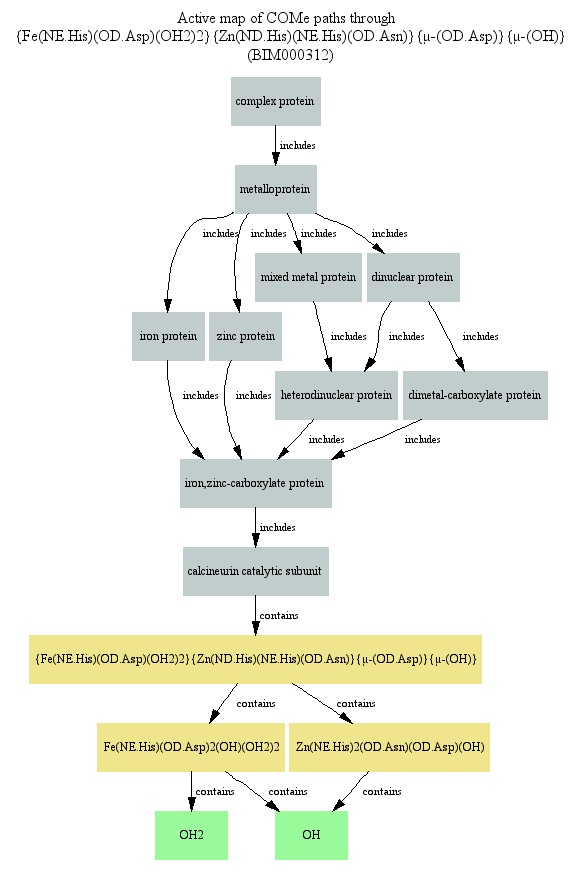 Active map of COMe paths through
{Fe(NE.His)(OD.Asp)(OH2)2}{Zn(ND.His)(NE.His)(OD.Asn)}{μ-(OD.Asp)}{μ-(OH)}
(BIM000312)
complex protein
includes
metalloprotein
includes includes includes includes
mixed metal protein dinuclear protein
iron protein zinc protein includes includes includes
includes includes heterodinuclear protein dimetal-carboxylate protein
includes includes
iron,zinc-carboxylate protein
includes
calcineurin catalytic subunit
contains
{Fe(NE.His)(OD.Asp)(OH2)2}{Zn(ND.His)(NE.His)(OD.Asn)}{μ-(OD.Asp)}{μ-(OH)}
contains contains
Fe(NE.His)(OD.Asp)2(OH)(OH2)2 Zn(NE.His)2(OD.Asn)(OD.Asp)(OH)
contains contains contains
OH2 OH